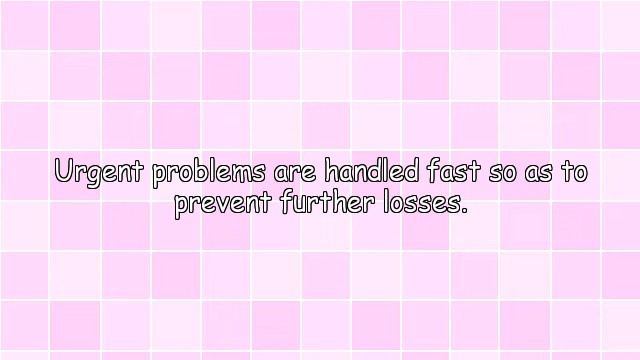 Urgent problems are handled fast so as to
prevent further losses.